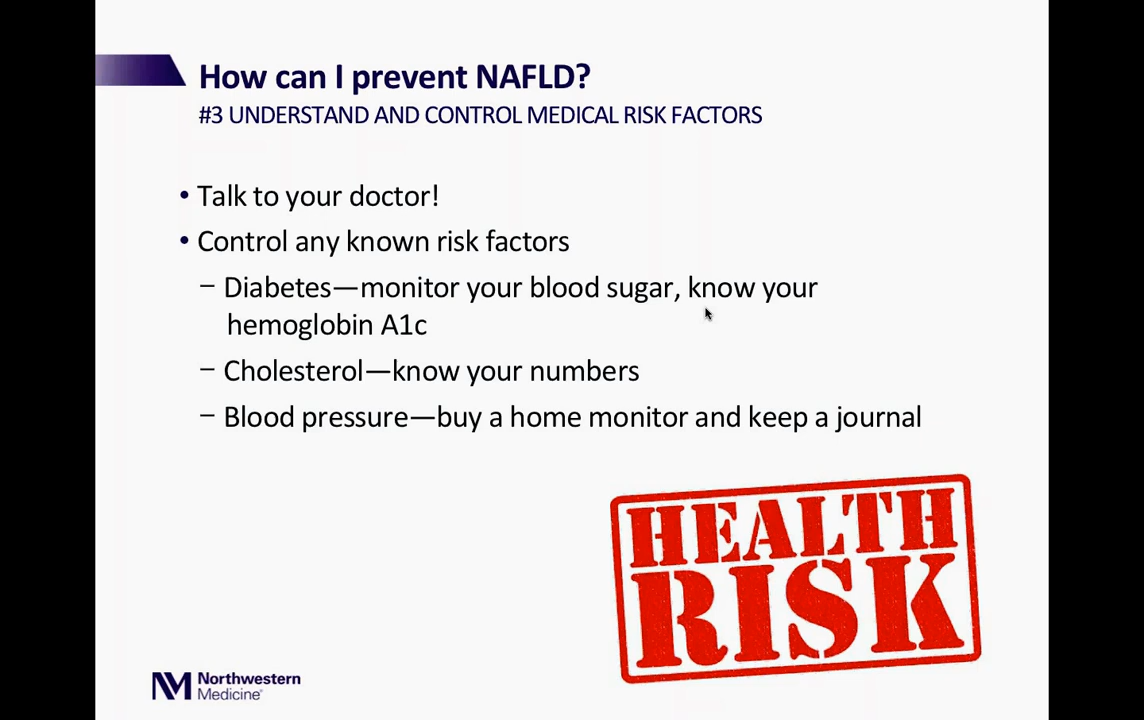 How can I prevent NAFLD?
#3 UNDERSTAND AND CONTROL MEDICAL RISK FACTORS
• Talk to your doctor!
• Control any known risk factors
– Diabetes—monitor your blood sugar, know your
hemoglobin A1c
– Cholesterol—know your numbers
– Blood pressure—buy a home monitor and keep a journal
HEALTH
RISK
NM Northwestern
Medicine®